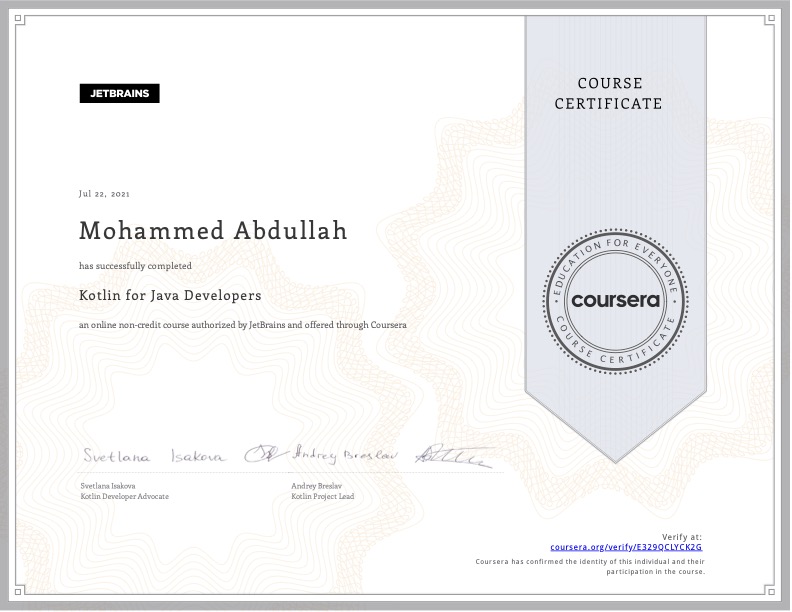 JETBRAINS
COURSE
CERTIFICATE
Jul 22, 2021
Mohammed Abdullah
has successfully completed
Kotlin for Java Developers
an online non-credit course authorized by JetBrains and offered through Coursera
EDUCATION FOR EVERYONE
coursera
COURSE CERTIFICATE
Svetlana Isakova
Andrey Breslav
Svetlana Isakova
Kotlin Developer Advocate
Andrey Breslav
Kotlin Project Lead
Verify at:
coursera.org/verify/E329QCLYCK2G
Coursera has confirmed the identity of this individual and their
participation in the course.